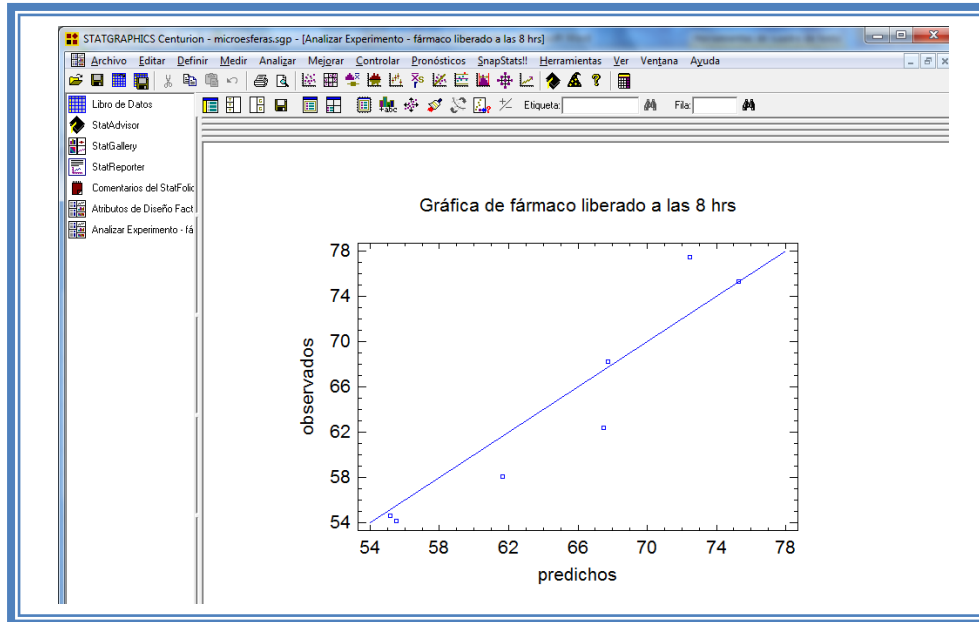 STATGRAPHICS Centurion - microesferas.sgp - [Analizar Experimento - fármaco liberado a las 8 hrs]
Archivo Editar Definir Medir Analizar Mejorar Controlar Pronósticos SnapStats!! Herramientas Ver Ventana Ayuda
Etiqueta: Fila:
Libro de Datos
StatAdvisor
StatGallery
StatReporter
Comentarios del StatFolio
Atributos de Diseño Fact
Analizar Experimento - fá
Gráfica de fármaco liberado a las 8 hrs
78
74
70
66
62
58
54
observados
54 58 62 66 70 74 78
predichos